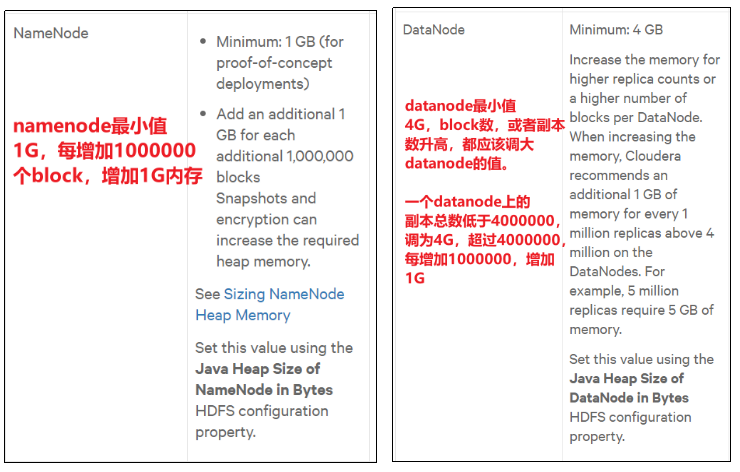 NameNode
namenode最小值
1G，每增加1000000
个block，增加1G内存
• Minimum: 1 GB (for
proof-of-concept
deployments)
• Add an additional 1
GB for each
additional 1,000,000
blocks
Snapshots and
encryption can
increase the required
heap memory.
See Sizing NameNode
Heap Memory
Set this value using the
Java Heap Size of
NameNode in Bytes
HDFS configuration
property.
DataNode
datanode最小值
4G，block数，或者副本
数升高，都应该调大
datanode的值。
一个datanode上的
副本总数低于4000000，
调为4G，超过4000000，
每增加1000000，增加
1G
Minimum: 4 GB
Increase the memory for
higher replica counts or
a higher number of
blocks per DataNode.
When increasing the
memory, Cloudera
recommends an
additional 1 GB of
memory for every 1
million replicas above 4
million on the
DataNodes. For
example, 5 million
replicas require 5 GB of
memory.
Set this value using the
Java Heap Size of
DataNode in Bytes
HDFS configuration
property.